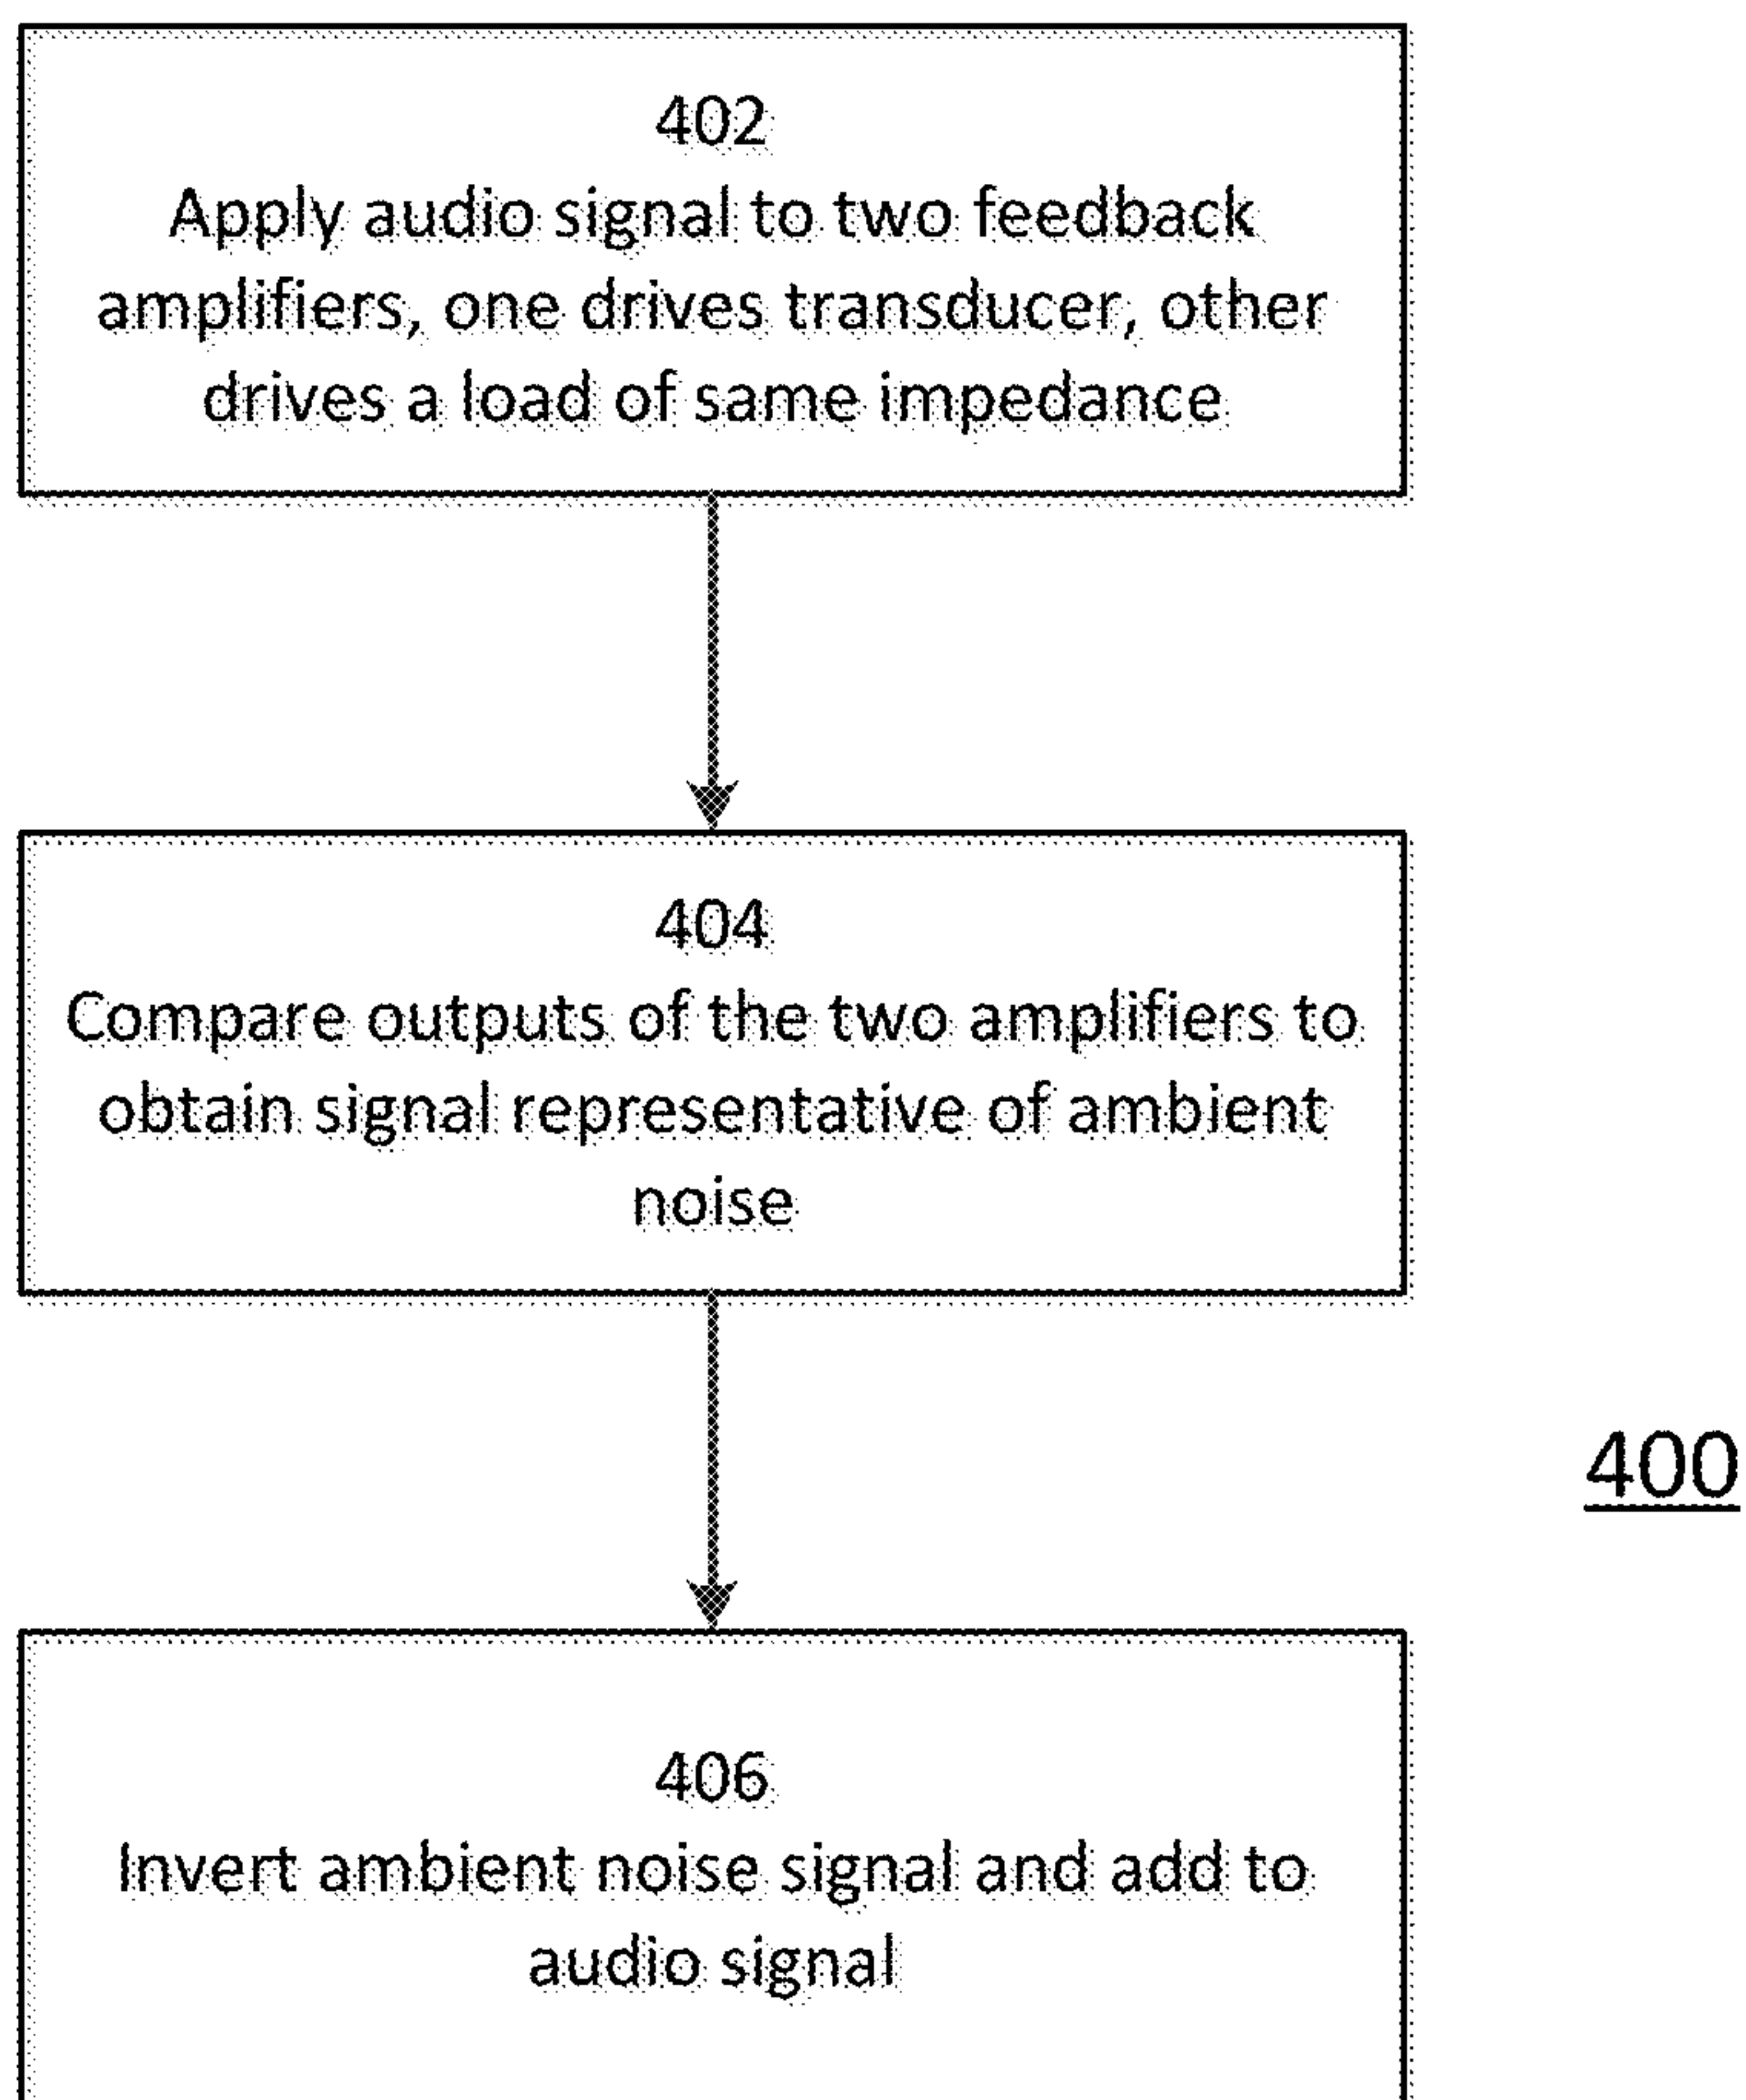 402
Apply audio signal to two feedback
amplifiers, one drives transducer, other
drives a load of same impedance
404
Compare outputs of the two amplifiers to
obtain signal representative of ambient
noise
400
406
Invert ambient noise signal and add to
audio signal